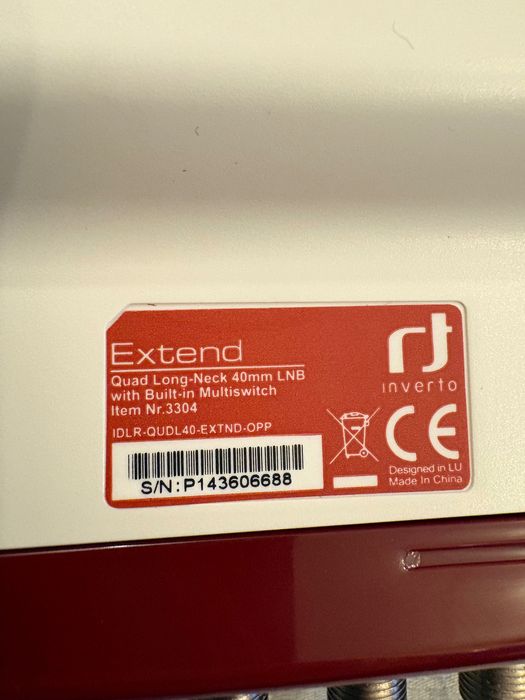 Extend
Quad Long-Neck 40mm LNB
with Built-in Multiswitch
Item Nr.3304
IDLR-QUDL40-EXTND-OPP
S/N:P143606688
inverto
CE
Designed in LU
Made In China